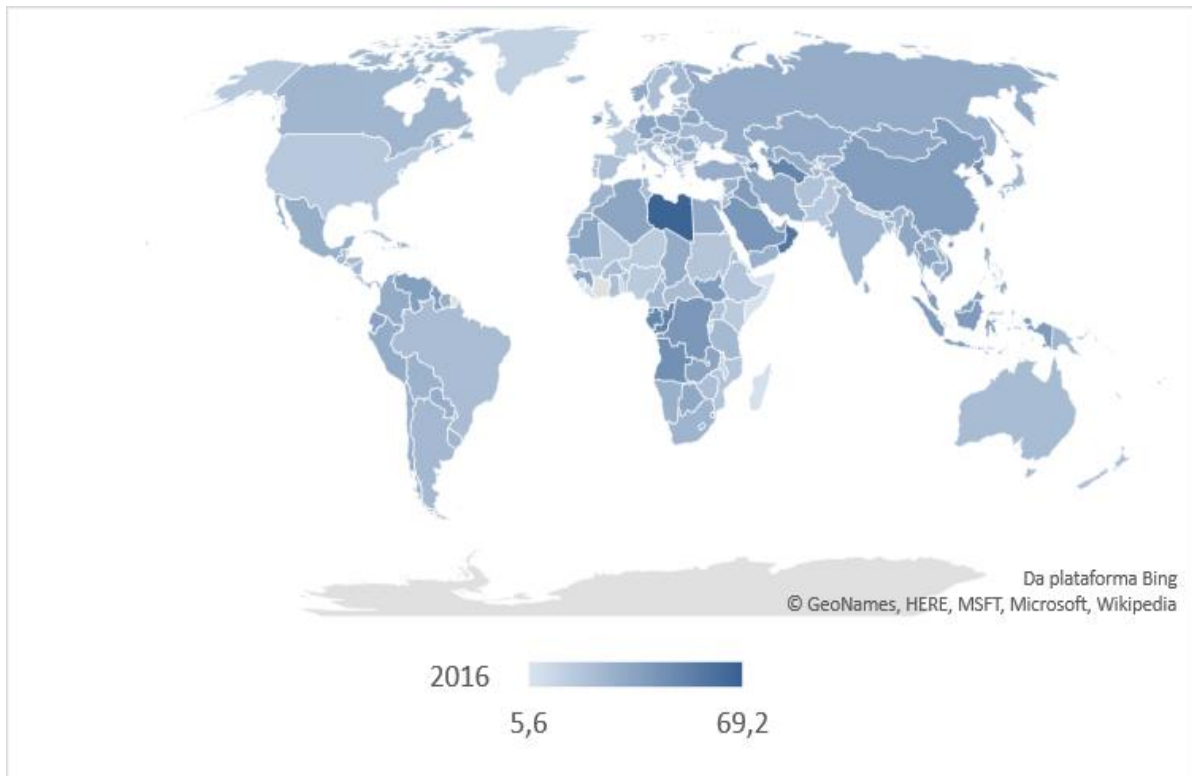 Da plataforma Bing
© GeoNames, HERE, MSFT, Microsoft, Wikipedia
2016
5,6 69,2